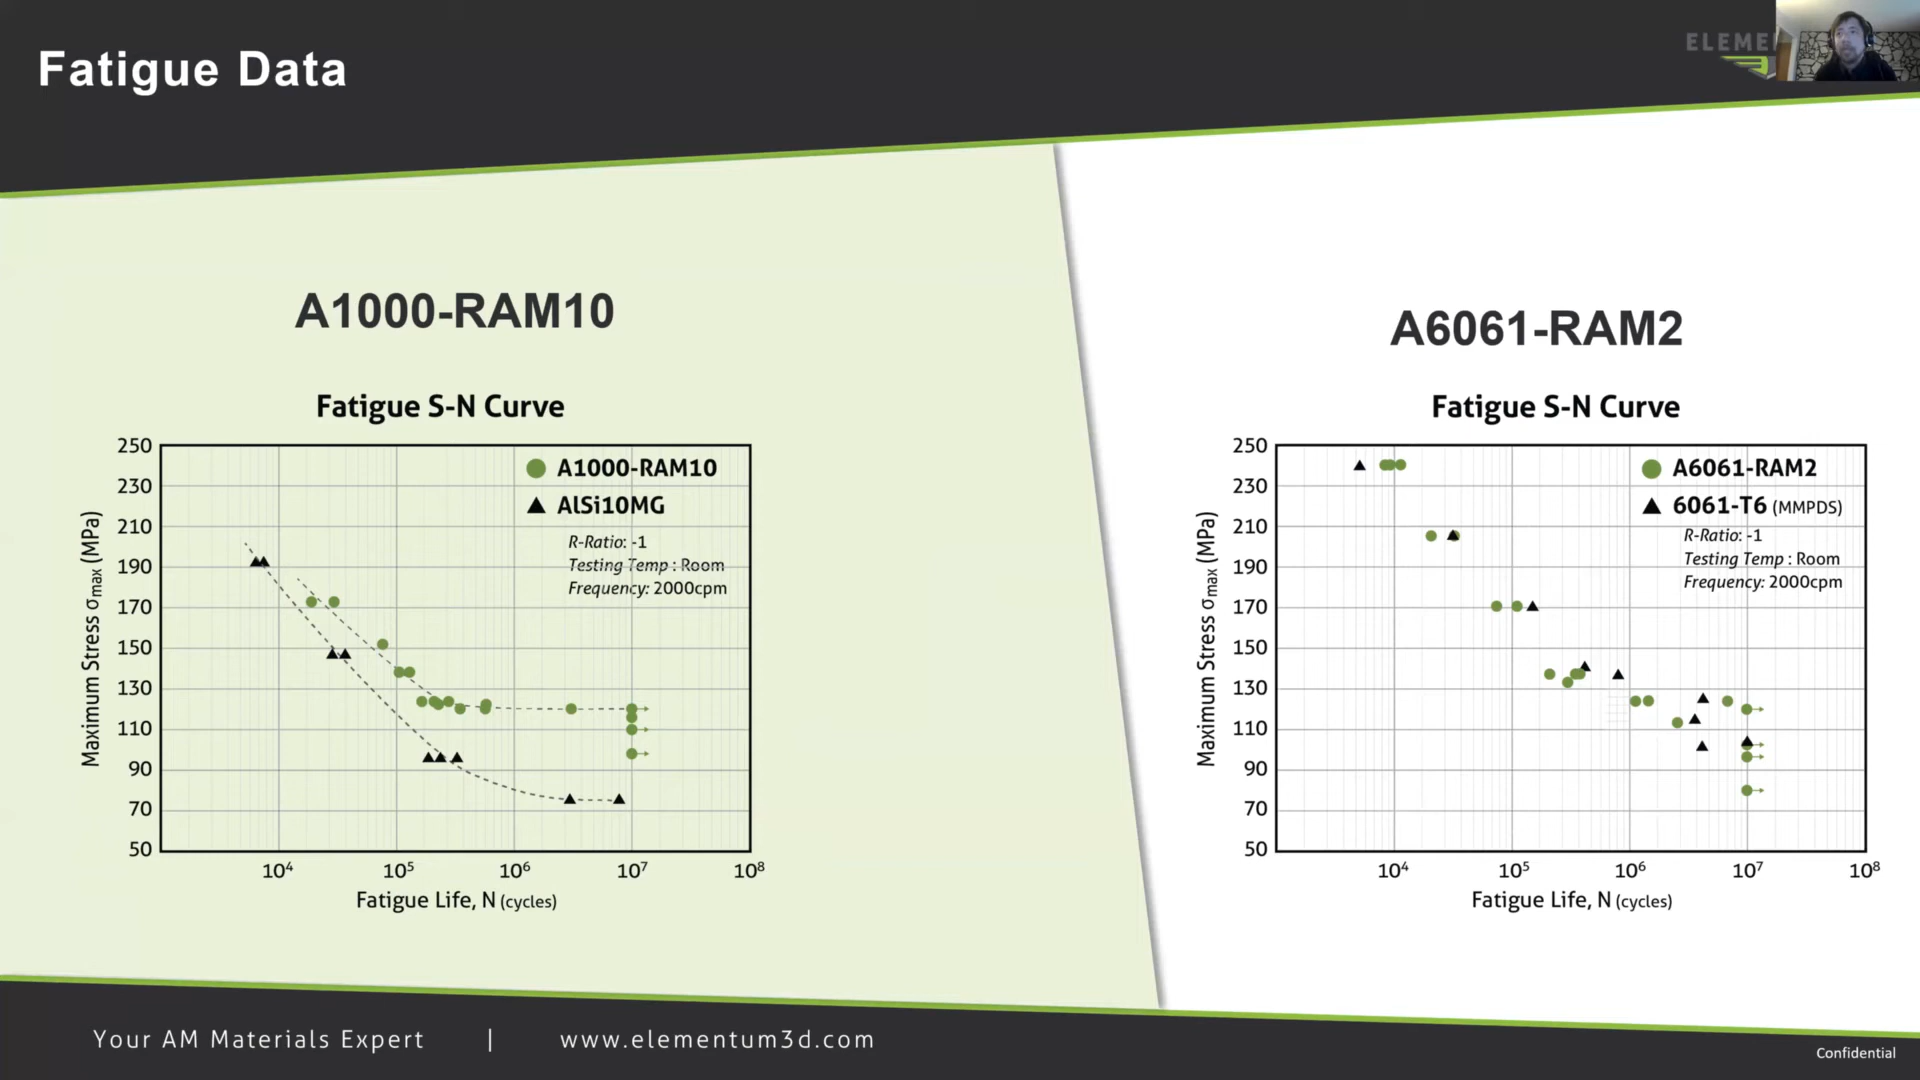 Fatigue Data
ELEME
A1000-RAM10
Fatigue S-N Curve
Maximum Stress σmax (MPa)
250
230
210
190
170
150
130
110
90
70
50
A1000-RAM10
AlSi10MG
R-Ratio: -1
Testing Temp : Room
Frequency: 2000cpm
10⁴ 10⁵ 10⁶ 10⁷ 10⁸
Fatigue Life, N (cycles)
A6061-RAM2
Fatigue S-N Curve
Maximum Stress σmax (MPa)
250
230
210
190
170
150
130
110
90
70
50
A6061-RAM2
6061-T6 (MMPDS)
R-Ratio: -1
Testing Temp : Room
Frequency: 2000cpm
10⁴ 10⁵ 10⁶ 10⁷ 10⁸
Fatigue Life, N (cycles)
Your AM Materials Expert | www.elementum3d.com
Confidential